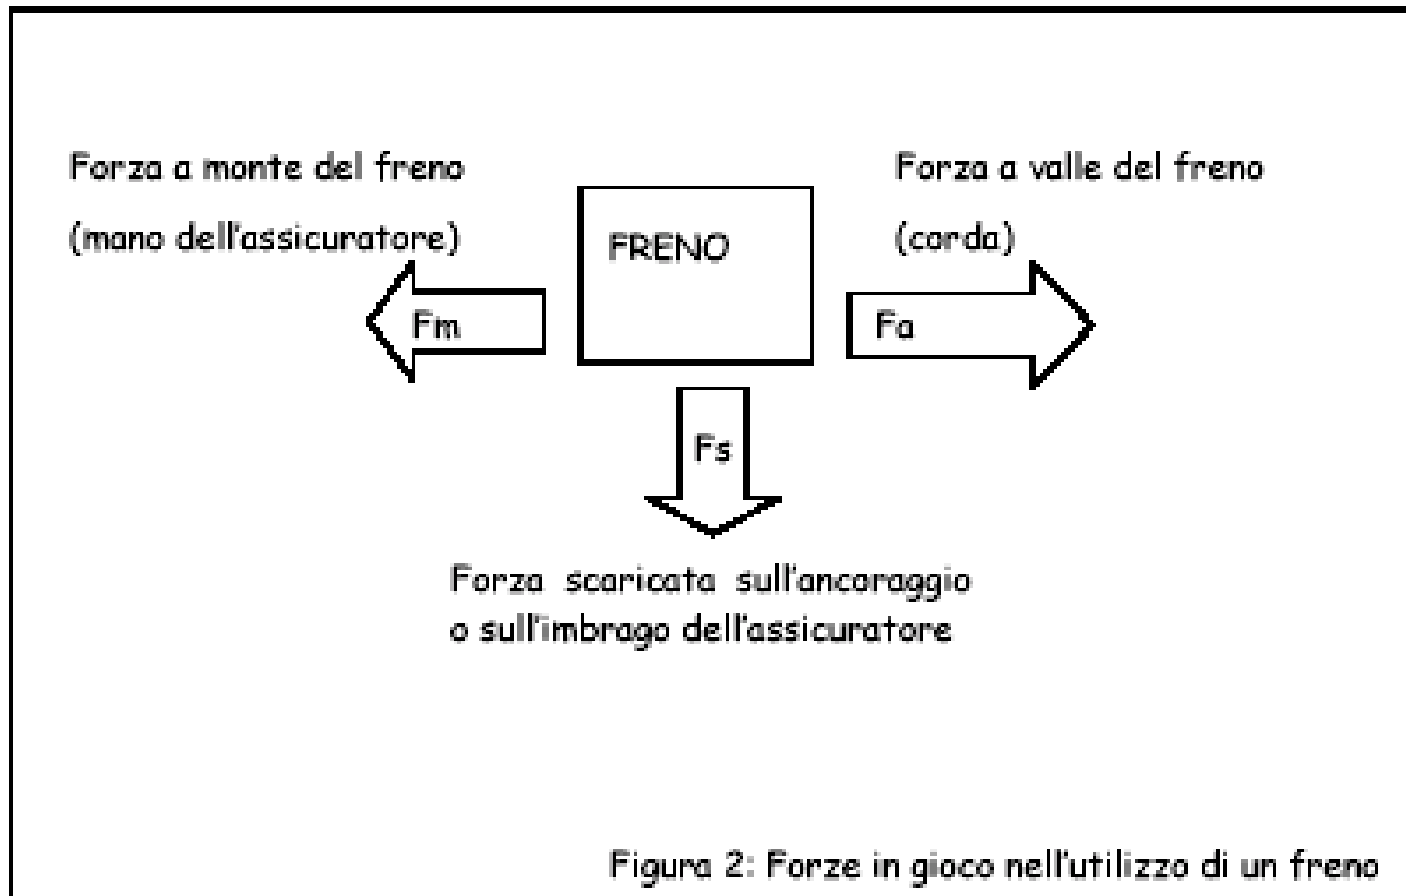 Forza a monte del freno
(mano dell'assicuratore)
FRENO
Forza a valle del freno
(corda)
Fm
Fa
Fs
Forza scaricata sull'ancoraggio
o sull'imbrago dell'assicuratore
Figura 2: Forze in gioco nell'utilizzo di un freno